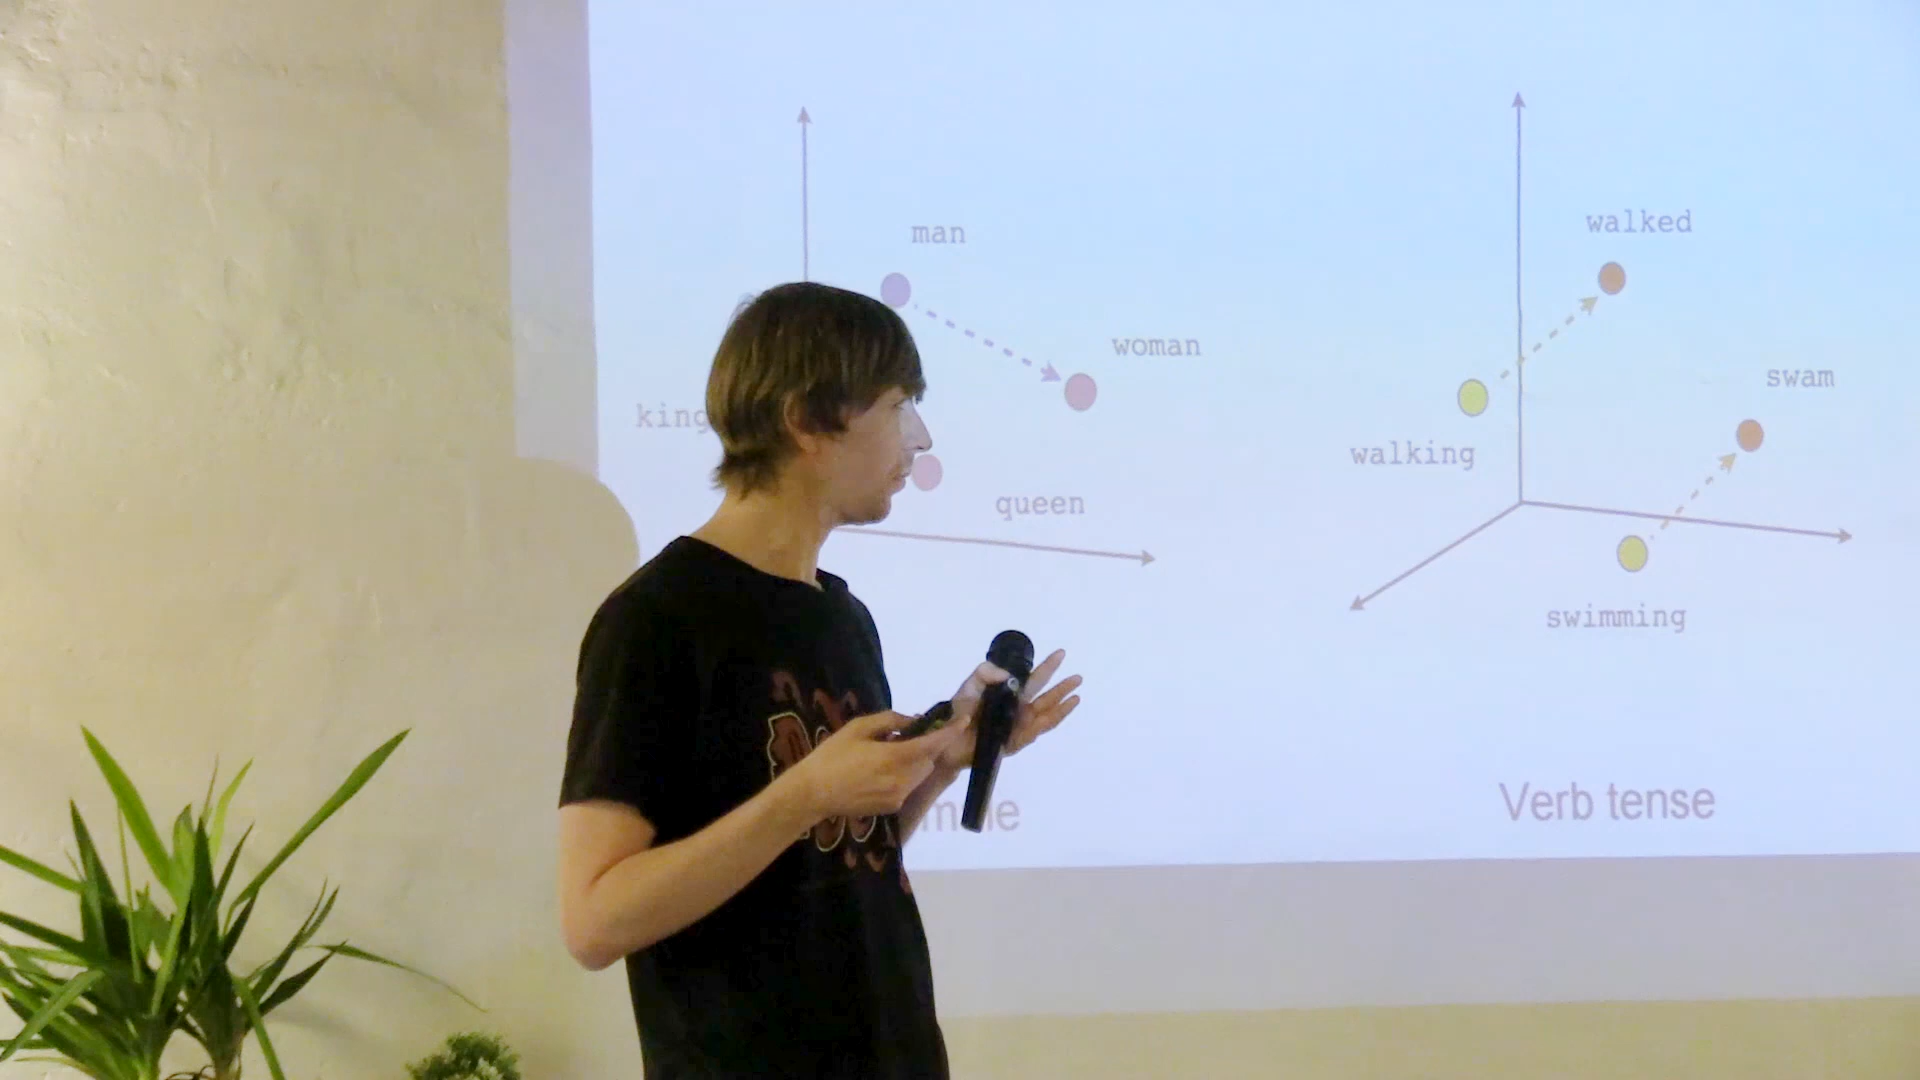 man
woman
king
queen
walked
swam
walking
swimming
Verb tense